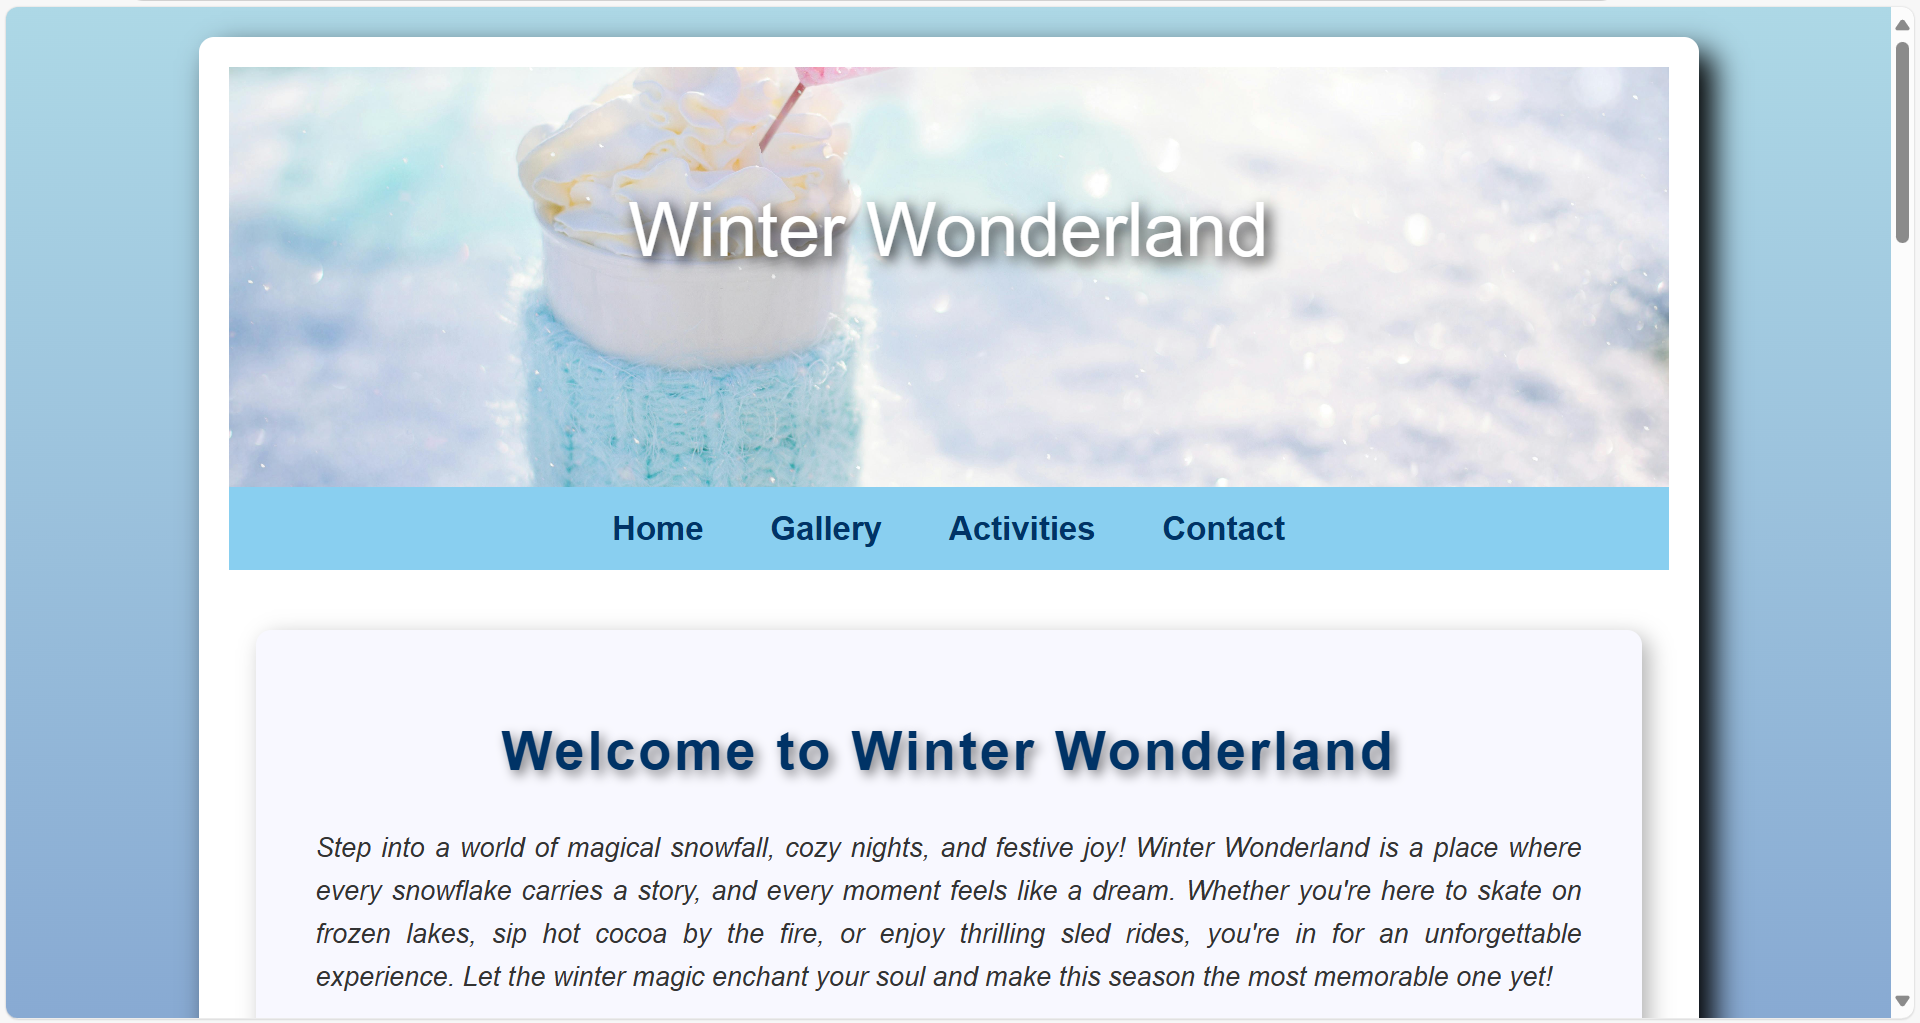 Winter Wonderland
Home Gallery Activities Contact
Welcome to Winter Wonderland
Step into a world of magical snowfall, cozy nights, and festive joy! Winter Wonderland is a place where
every snowflake carries a story, and every moment feels like a dream. Whether you're here to skate on
frozen lakes, sip hot cocoa by the fire, or enjoy thrilling sled rides, you're in for an unforgettable
experience. Let the winter magic enchant your soul and make this season the most memorable one yet!